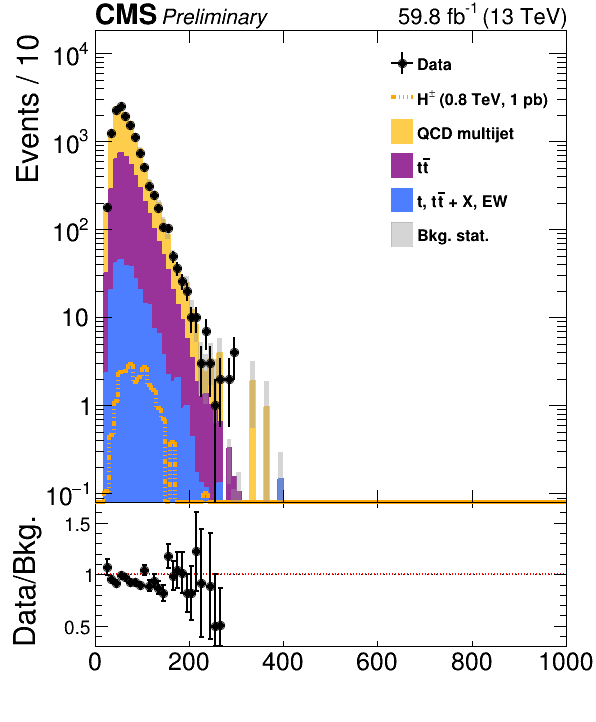 CMS Preliminary 59.8 fb⁻¹ (13 TeV)
Events / 10
10⁴
10³
10²
10
1
10⁻¹
Data
H± (0.8 TeV, 1 pb)
QCD multijet
tt̄
t, tt̄ + X, EW
Bkg. stat.
Data/Bkg.
1.5
1
0.5
0 200 400 600 800 1000